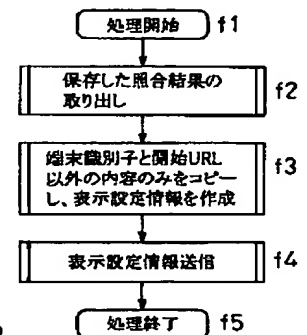 処理開始 f1
保存した照合結果の
取り出し
f2
端末識別子と開始URL
以外の内容のみをコピー
し、表示設定情報を作成
f3
表示設定情報送信 f4
処理終了 f5